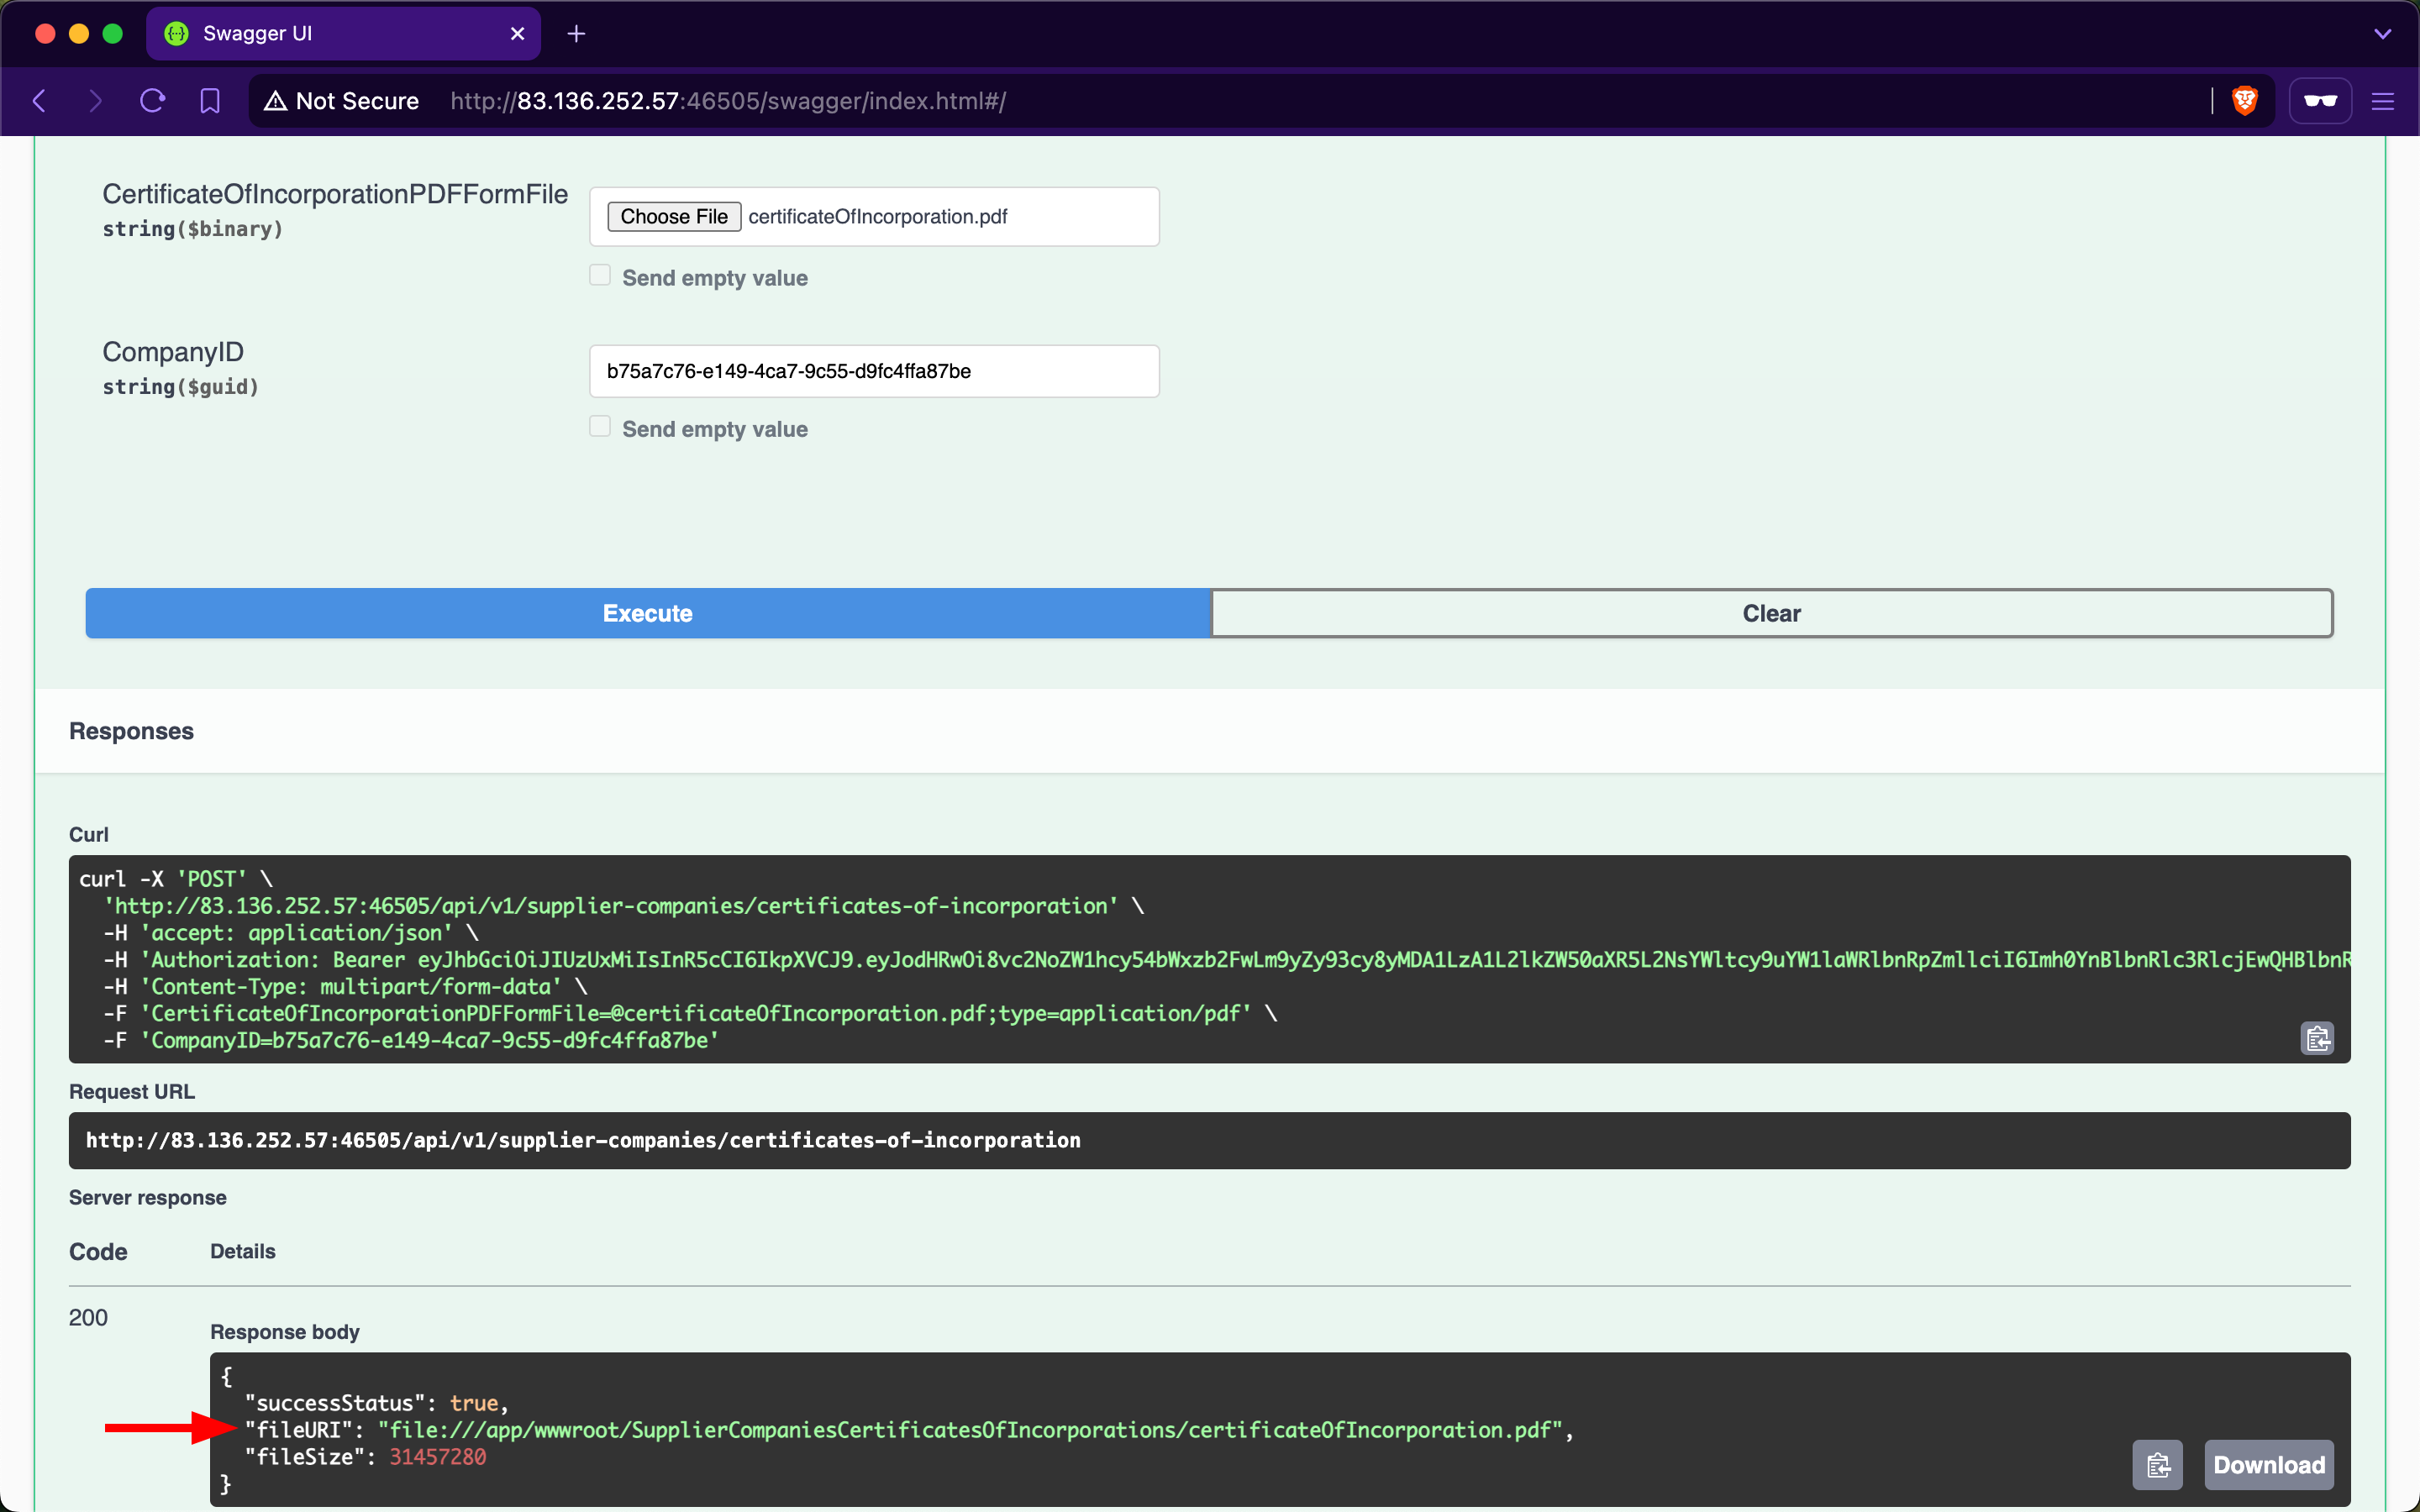 Swagger UI
Not Secure http://83.136.252.57:46505/swagger/index.html#/
CertificateOfIncorporationPDFFormFile
string($binary)
Choose File certificateOfIncorporation.pdf
Send empty value
CompanyID
string($guid)
b75a7c76-e149-4ca7-9c55-d9fc4ffa87be
Send empty value
Execute Clear
Responses
Curl
curl -X 'POST' \
'http://83.136.252.57:46505/api/v1/supplier-companies/certificates-of-incorporation' \
-H 'accept: application/json' \
-H 'Authorization: Bearer eyJhbGciOiJIUzUxMiIsInR5cCI6IkpXVCJ9.eyJodHRwOi8vc2NoZW1hcy54bWxzb2FwLm9yZy93cy8yMDA1LzA1L2lkZW50aXR5L2NsYWltcy9uYW1laWRlbnRpZmllciI6Imh0YnBlbnRlc3RlcjEwQHBlbnR
-H 'Content-Type: multipart/form-data' \
-F 'CertificateOfIncorporationPDFFormFile=@certificateOfIncorporation.pdf;type=application/pdf' \
-F 'CompanyID=b75a7c76-e149-4ca7-9c55-d9fc4ffa87be'
Request URL
http://83.136.252.57:46505/api/v1/supplier-companies/certificates-of-incorporation
Server response
Code Details
200
Response body
{
"successStatus": true,
"fileURI": "file:///app/wwwroot/SupplierCompaniesCertificatesOfIncorporations/certificateOfIncorporation.pdf",
"fileSize": 31457280
}
Download